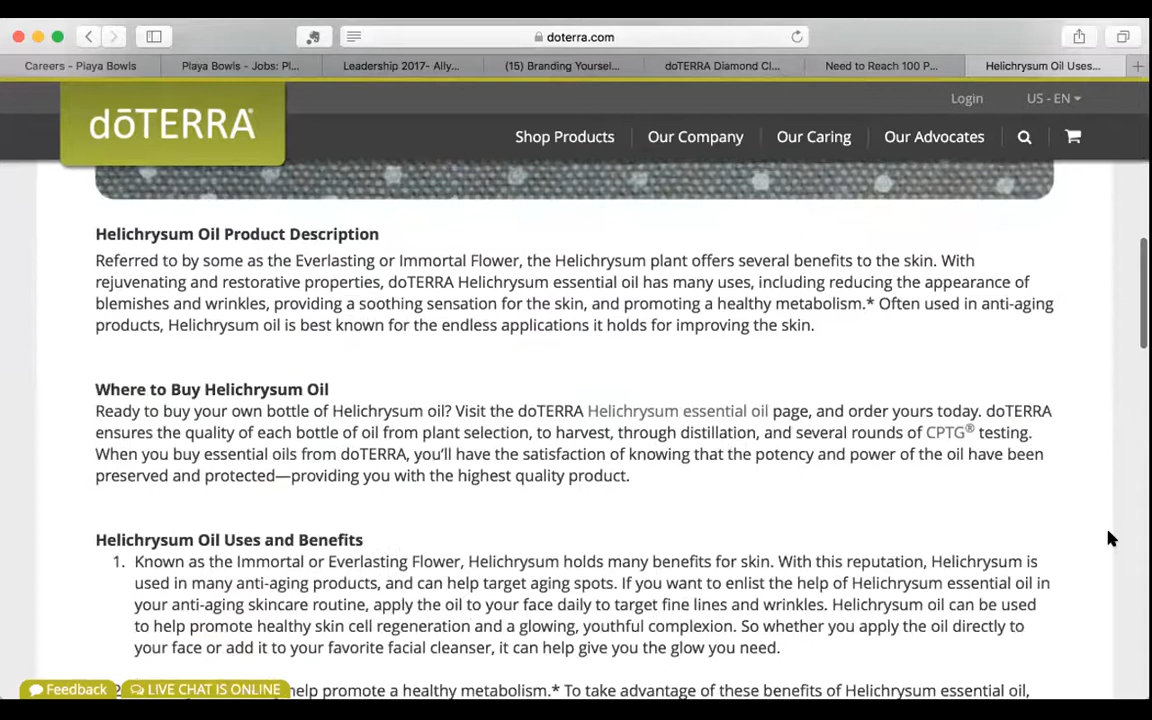 doterra.com
Careers – Playa Bowls
Playa Bowls - Jobs: Pl...
Leadership 2017- Ally...
(15) Branding Yoursel...
doTERRA Diamond Cl...
Need to Reach 100 P...
Helichrysum Oil Uses...
Login
US - EN
dōTERRA®
Shop Products
Our Company
Our Caring
Our Advocates
Helichrysum Oil Product Description
Referred to by some as the Everlasting or Immortal Flower, the Helichrysum plant offers several benefits to the skin. With
rejuvenating and restorative properties, doTERRA Helichrysum essential oil has many uses, including reducing the appearance of
blemishes and wrinkles, providing a soothing sensation for the skin, and promoting a healthy metabolism.* Often used in anti-aging
products, Helichrysum oil is best known for the endless applications it holds for improving the skin.
Where to Buy Helichrysum Oil
Ready to buy your own bottle of Helichrysum oil? Visit the doTERRA Helichrysum essential oil page, and order yours today. doTERRA
ensures the quality of each bottle of oil from plant selection, to harvest, through distillation, and several rounds of CPTG® testing.
When you buy essential oils from doTERRA, you’ll have the satisfaction of knowing that the potency and power of the oil have been
preserved and protected—providing you with the highest quality product.
Helichrysum Oil Uses and Benefits
1. Known as the Immortal or Everlasting Flower, Helichrysum holds many benefits for skin. With this reputation, Helichrysum is
used in many anti-aging products, and can help target aging spots. If you want to enlist the help of Helichrysum essential oil in
your anti-aging skincare routine, apply the oil to your face daily to target fine lines and wrinkles. Helichrysum oil can be used
to help promote healthy skin cell regeneration and a glowing, youthful complexion. So whether you apply the oil directly to
your face or add it to your favorite facial cleanser, it can help give you the glow you need.
help promote a healthy metabolism.* To take advantage of these benefits of Helichrysum essential oil,
Feedback
LIVE CHAT IS ONLINE